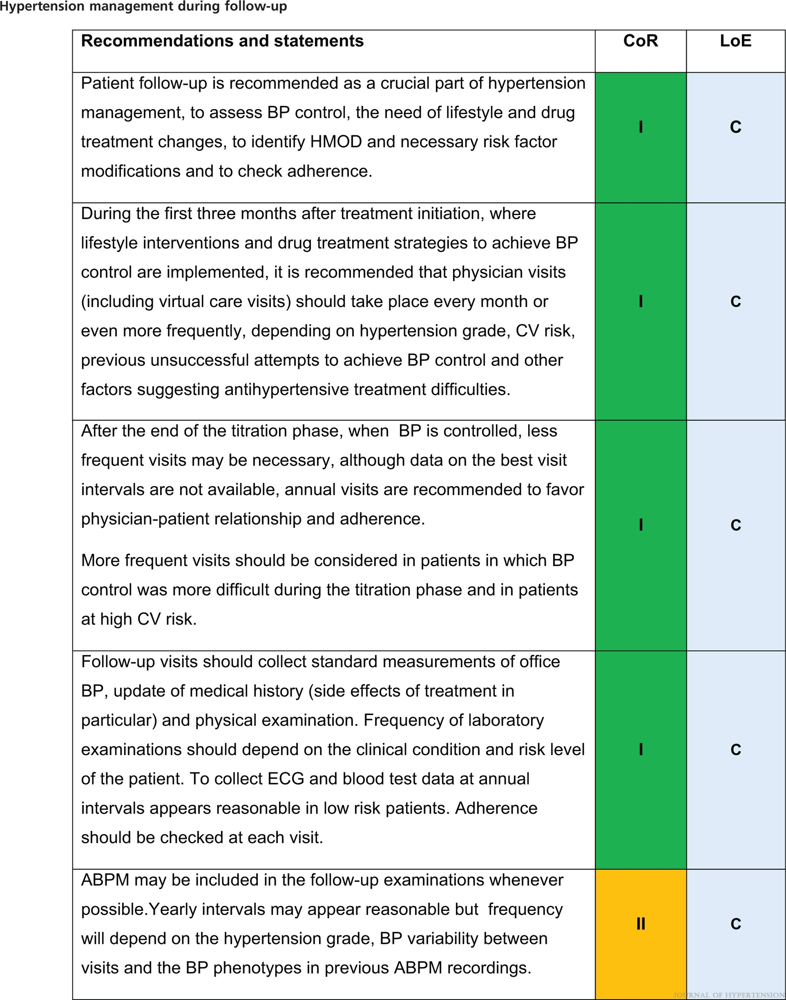 Hypertension management during follow-up
Recommendations and statements CoR LoE
Patient follow-up is recommended as a crucial part of hypertension
management, to assess BP control, the need of lifestyle and drug
treatment changes, to identify HMOD and necessary risk factor
modifications and to check adherence.
I C
During the first three months after treatment initiation, where
lifestyle interventions and drug treatment strategies to achieve BP
control are implemented, it is recommended that physician visits
(including virtual care visits) should take place every month or
even more frequently, depending on hypertension grade, CV risk,
previous unsuccessful attempts to achieve BP control and other
factors suggesting antihypertensive treatment difficulties.
I C
After the end of the titration phase, when  BP is controlled, less
frequent visits may be necessary, although data on the best visit
intervals are not available, annual visits are recommended to favor
physician-patient relationship and adherence.
More frequent visits should be considered in patients in which BP
control was more difficult during the titration phase and in patients
at high CV risk.
I C
Follow-up visits should collect standard measurements of office
BP, update of medical history (side effects of treatment in
particular) and physical examination. Frequency of laboratory
examinations should depend on the clinical condition and risk level
of the patient. To collect ECG and blood test data at annual
intervals appears reasonable in low risk patients. Adherence
should be checked at each visit.
I C
ABPM may be included in the follow-up examinations whenever
possible.Yearly intervals may appear reasonable but  frequency
will depend on the hypertension grade, BP variability between
visits and the BP phenotypes in previous ABPM recordings.
II C
JOURNAL OF HYPERTENSION